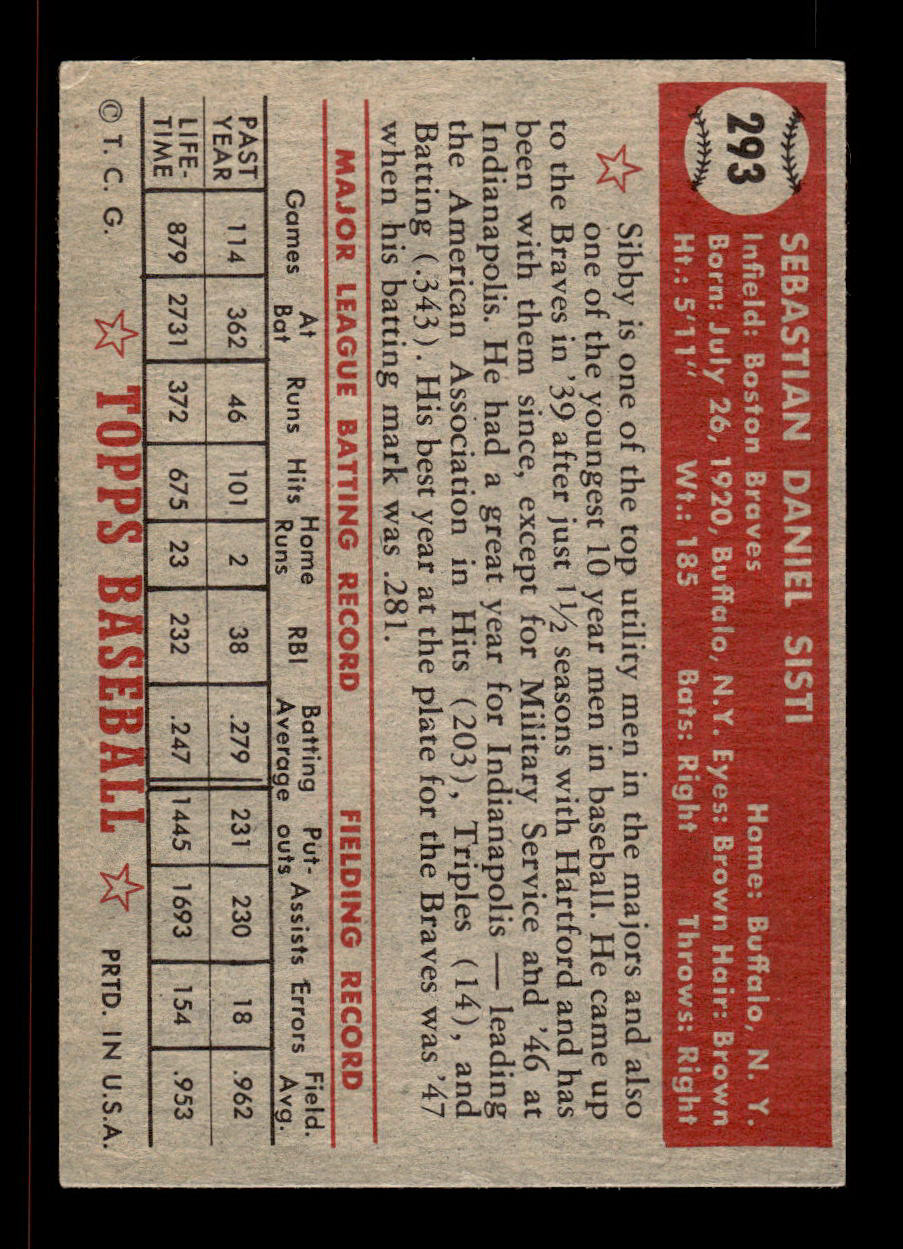 293
SEBASTIAN DANIEL SISTI
Infield: Boston Braves Home: Buffalo, N. Y.
Born: July 26, 1920, Buffalo, N.Y. Eyes: Brown Hair: Brown
Ht.: 5'11" Wt.: 185 Bats: Right Throws: Right
Sibby is one of the top utility men in the majors and also
one of the youngest 10 year men in baseball. He came up
to the Braves in '39 after just 1½ seasons with Hartford and has
been with them since, except for Military Service and '46 at
Indianapolis. He had a great year for Indianapolis — leading
the American Association in Hits (203), Triples (14), and
Batting (.343). His best year at the plate for the Braves was '47
when his batting mark was .281.
MAJOR LEAGUE BATTING RECORD FIELDING RECORD
Games At Bat Runs Hits Home Runs RBI Batting Average Put-outs Assists Errors Field. Avg.
PAST YEAR 114 362 46 101 2 38 .279 231 230 18 .962
LIFE-TIME 879 2731 372 675 23 232 .247 1445 1693 154 .953
© T. C. G. TOPPS BASEBALL PRTD. IN U.S.A.